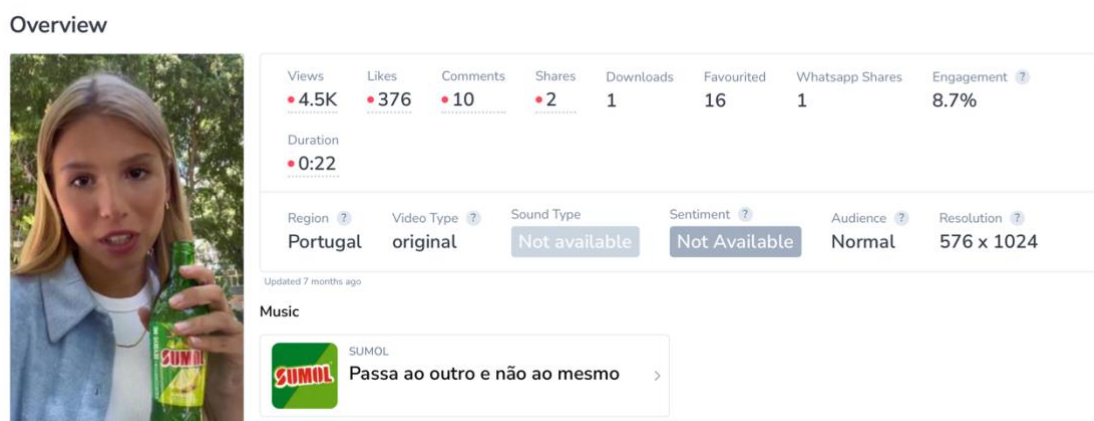 Overview
Views Likes Comments Shares Downloads Favourited Whatsapp Shares Engagement ?
4.5K 376 10 2 1 16 1 8.7%
Duration
0:22
Region ? Video Type ? Sound Type Sentiment ? Audience ? Resolution ?
Portugal original Not available Not Available Normal 576 x 1024
Updated 7 months ago
Music
SUMOL
SUMOL
Passa ao outro e não ao mesmo
SUMOL